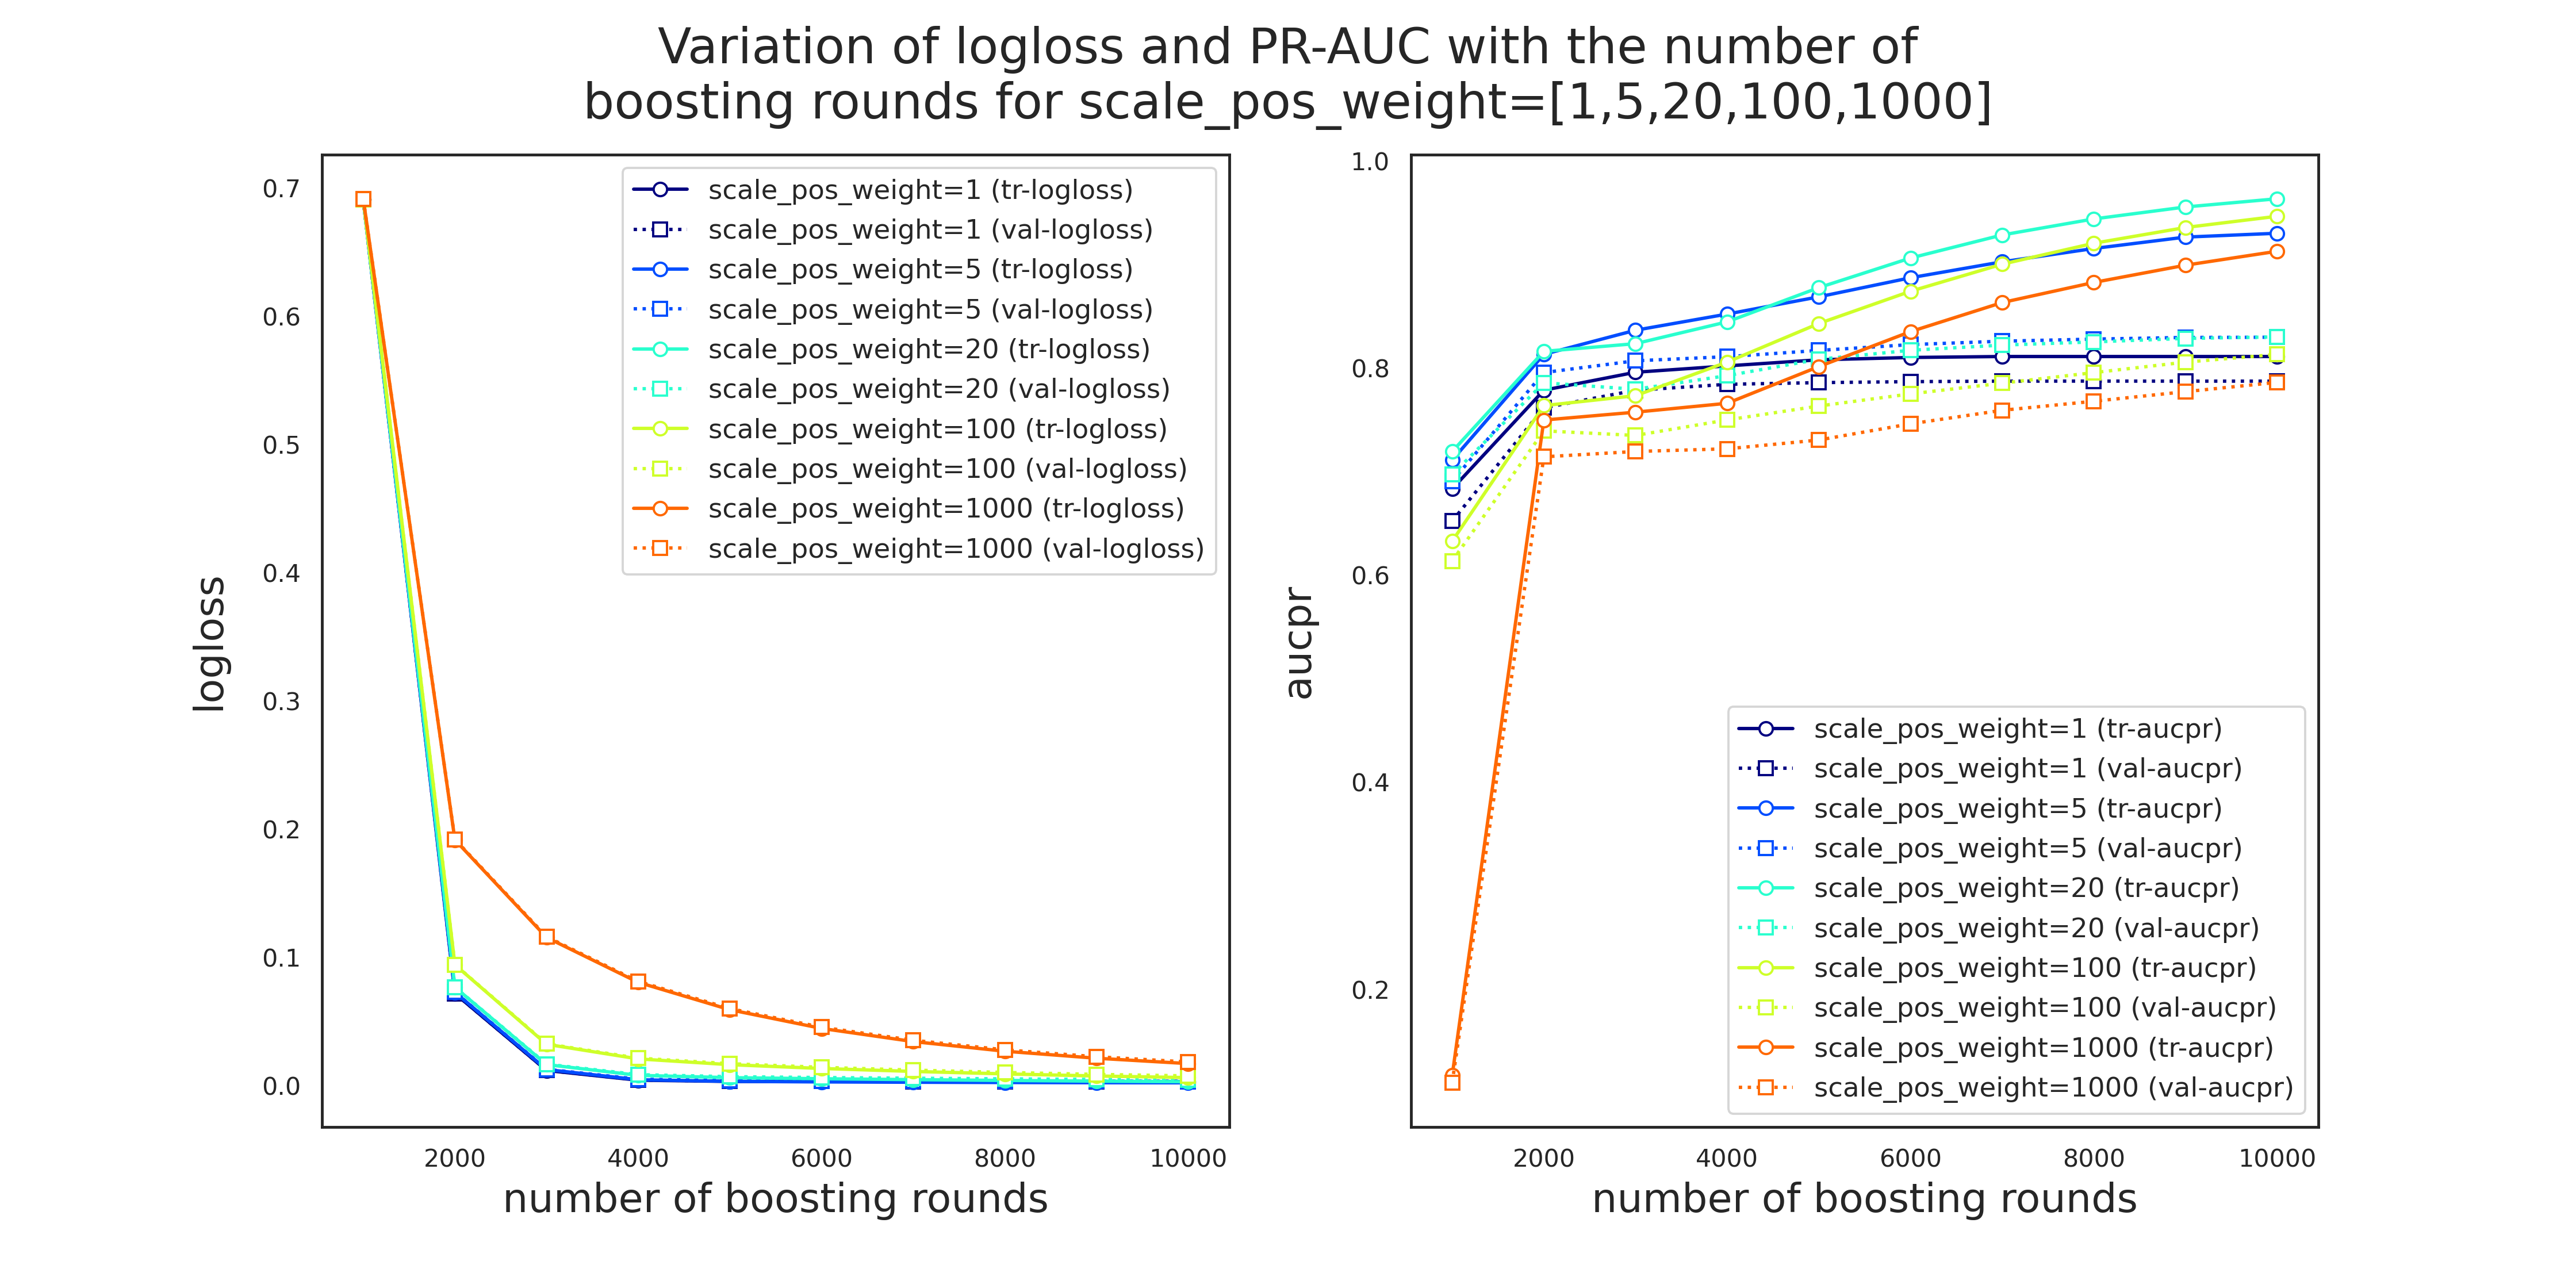 Variation of logloss and PR-AUC with the number of
boosting rounds for scale_pos_weight=[1,5,20,100,1000]
logloss
0.7
0.6
0.5
0.4
0.3
0.2
0.1
0.0
scale_pos_weight=1 (tr-logloss)
scale_pos_weight=1 (val-logloss)
scale_pos_weight=5 (tr-logloss)
scale_pos_weight=5 (val-logloss)
scale_pos_weight=20 (tr-logloss)
scale_pos_weight=20 (val-logloss)
scale_pos_weight=100 (tr-logloss)
scale_pos_weight=100 (val-logloss)
scale_pos_weight=1000 (tr-logloss)
scale_pos_weight=1000 (val-logloss)
2000 4000 6000 8000 10000
number of boosting rounds
aucpr
1.0
0.8
0.6
0.4
0.2
scale_pos_weight=1 (tr-aucpr)
scale_pos_weight=1 (val-aucpr)
scale_pos_weight=5 (tr-aucpr)
scale_pos_weight=5 (val-aucpr)
scale_pos_weight=20 (tr-aucpr)
scale_pos_weight=20 (val-aucpr)
scale_pos_weight=100 (tr-aucpr)
scale_pos_weight=100 (val-aucpr)
scale_pos_weight=1000 (tr-aucpr)
scale_pos_weight=1000 (val-aucpr)
2000 4000 6000 8000 10000
number of boosting rounds